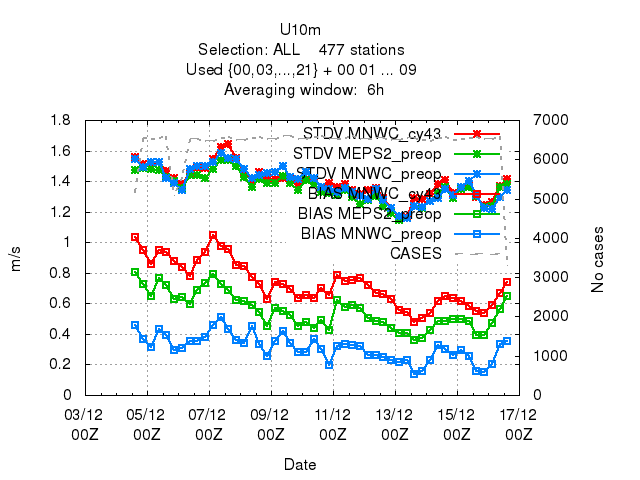 U10m
Selection: ALL    477 stations
Used {00,03,...,21} + 00 01 ... 09
Averaging window:  6h
STDV MNWC_cy43
STDV MEPS2_preop
STDV MNWC_preop
BIAS MNWC_cy43
BIAS MEPS2_preop
BIAS MNWC_preop
CASES
1.8
1.6
1.4
1.2
1
0.8
0.6
0.4
0.2
0
m/s
7000
6000
5000
4000
3000
2000
1000
0
No cases
03/12 05/12 07/12 09/12 11/12 13/12 15/12 17/12
00Z 00Z 00Z 00Z 00Z 00Z 00Z 00Z
Date